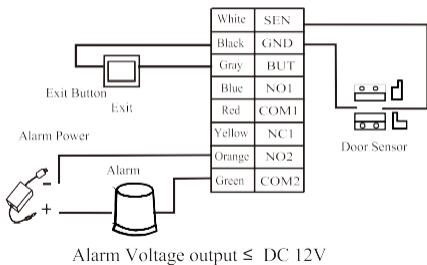 White SEN
Black GND
Gray BUT
Blue NO1
Red COM1
Yellow NC1
Orange NO2
Green COM2
Exit Button
Exit
Door Sensor
Alarm Power
Alarm
-
+
Alarm Voltage output ≤ DC 12V